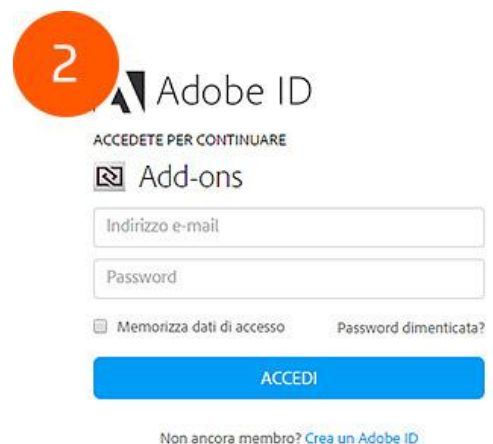 2
Adobe ID
ACCEDETE PER CONTINUARE
Add-ons
Indirizzo e-mail
Password
Memorizza dati di accesso Password dimenticata?
ACCEDI
Non ancora membro? Crea un Adobe ID